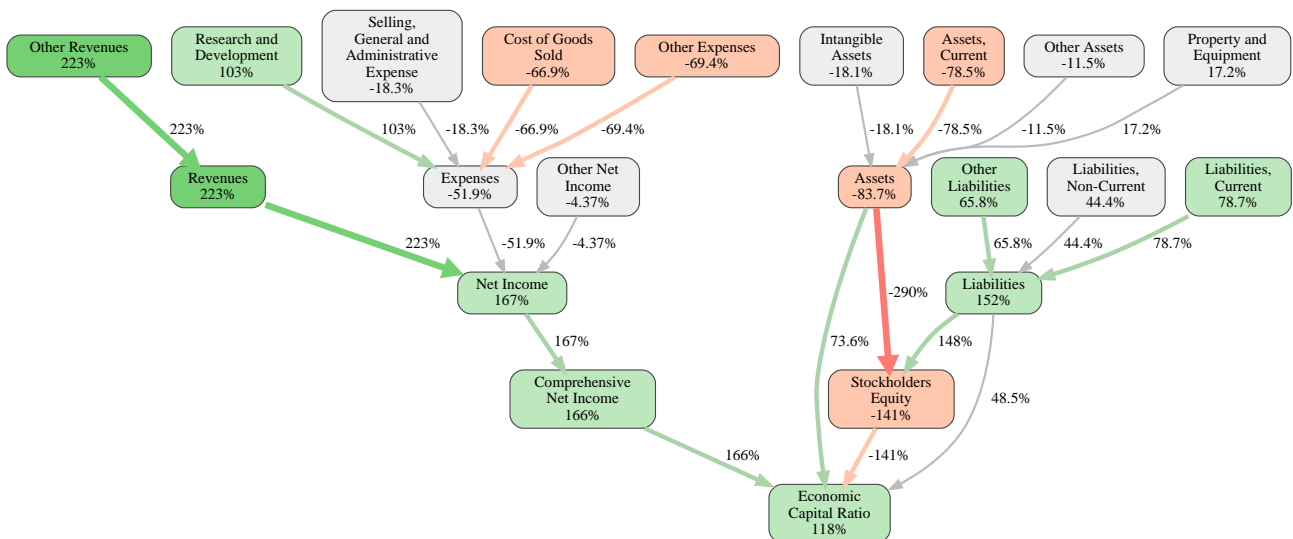 Other Revenues
223%
Research and
Development
103%
Selling,
General and
Administrative
Expense
-18.3%
Cost of Goods
Sold
-66.9%
Other Expenses
-69.4%
Intangible
Assets
-18.1%
Assets,
Current
-78.5%
Other Assets
-11.5%
Property and
Equipment
17.2%
223%
103%
-18.3%
-66.9%
-69.4%
-18.1%
-78.5%
-11.5%
17.2%
Revenues
223%
Expenses
-51.9%
Other Net
Income
-4.37%
Assets
-83.7%
Other
Liabilities
65.8%
Liabilities,
Non-Current
44.4%
Liabilities,
Current
78.7%
223%
-51.9%
-4.37%
65.8%
44.4%
78.7%
Net Income
167%
-290%
Liabilities
152%
167%
73.6%
148%
Comprehensive
Net Income
166%
Stockholders
Equity
-141%
48.5%
166%
-141%
Economic
Capital Ratio
118%